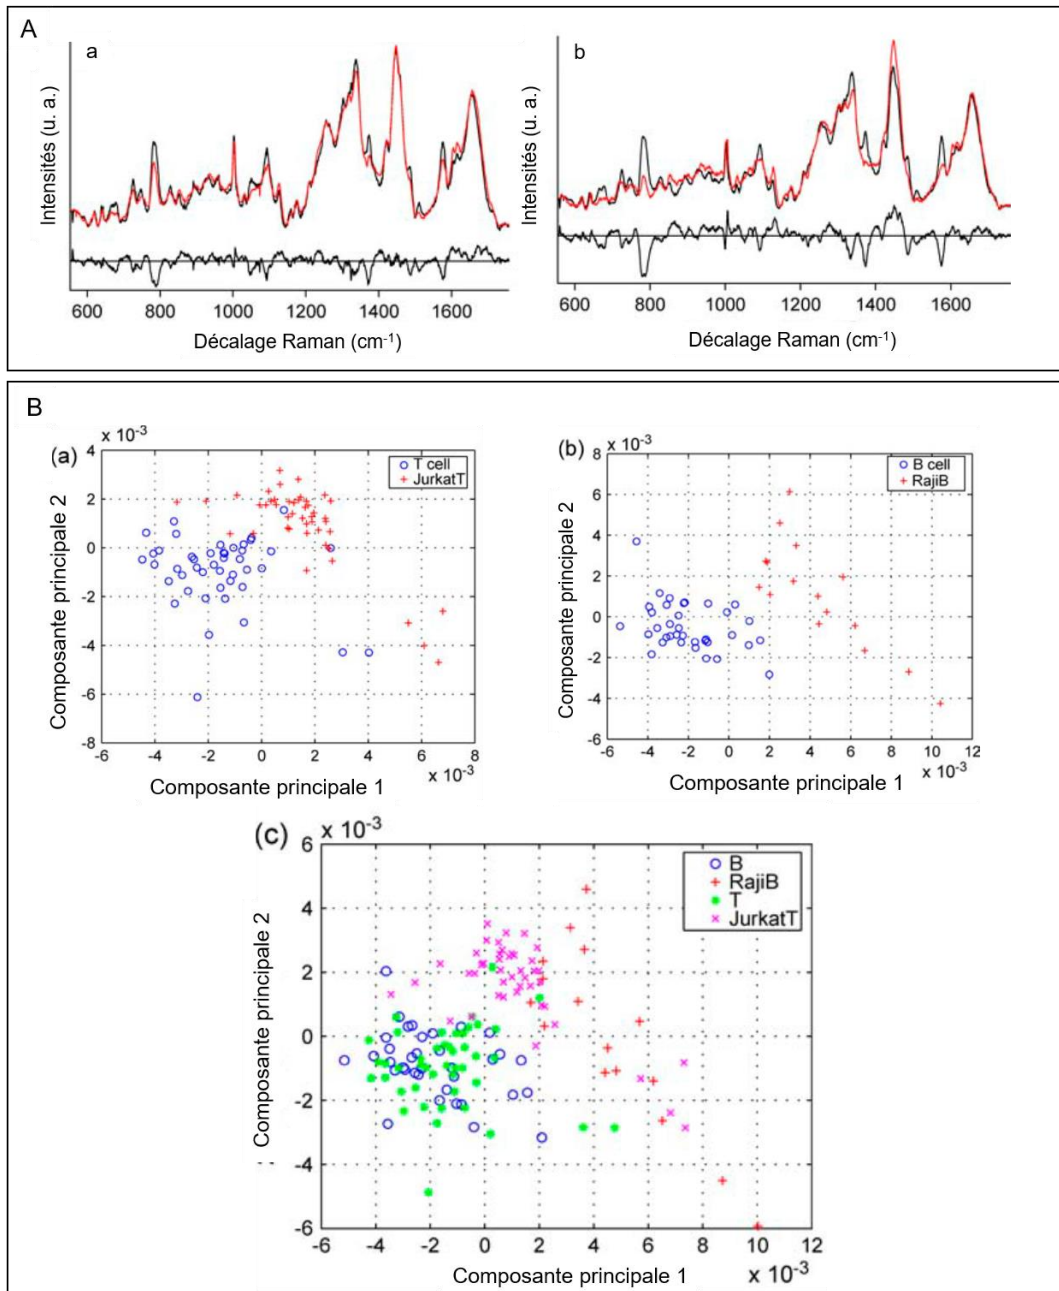 A
a
Intensités (u. a.)
600 800 1000 1200 1400 1600
Décalage Raman (cm-1)
b
Intensités (u. a.)
600 800 1000 1200 1400 1600
Décalage Raman (cm-1)
B
(a)
x 10-3
T cell
JurkatT
Composante principale 2
4
2
0
-2
-4
-6
-8
-6 -4 -2 0 2 4 6 8
x 10-3
Composante principale 1
(b)
x 10-3
B cell
RajiB
Composante principale 2
8
6
4
2
0
-2
-4
-6
-6 -4 -2 0 2 4 6 8 10 12
x 10-3
Composante principale 1
(c)
x 10-3
B
RajiB
T
JurkatT
Composante principale 2
6
4
2
0
-2
-4
-6
-6 -4 -2 0 2 4 6 8 10 12
x 10-3
Composante principale 1